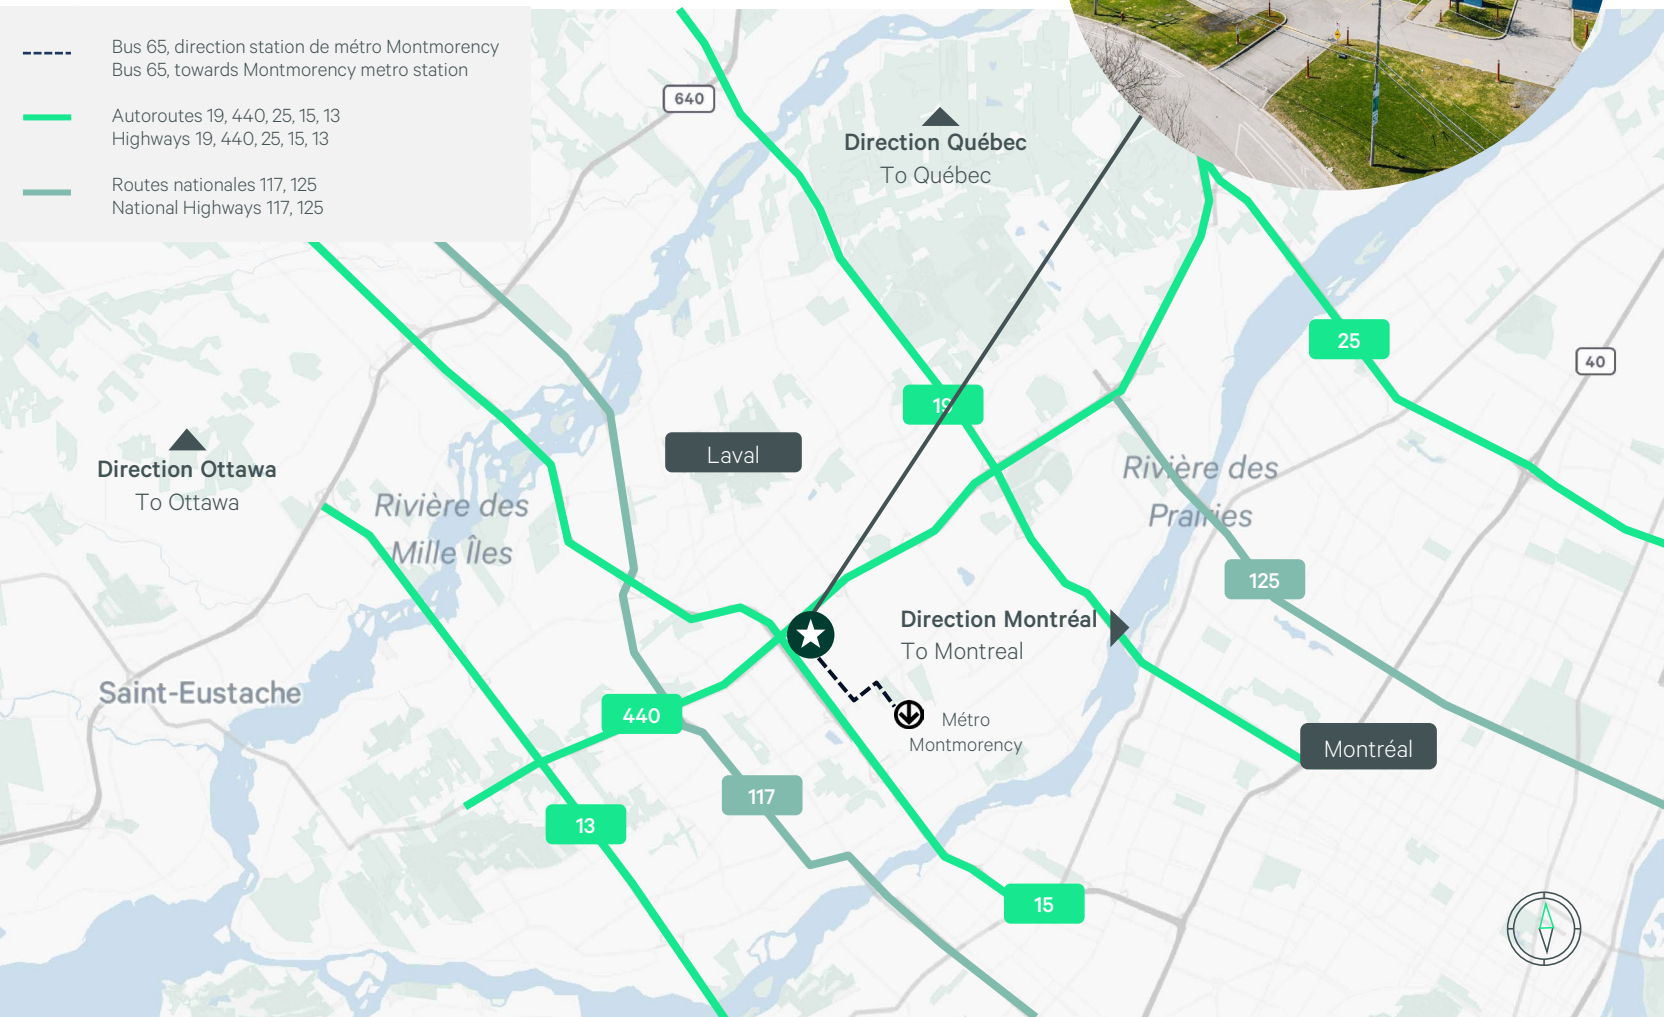 Bus 65, direction station de métro Montmorency
Bus 65, towards Montmorency metro station
Autoroutes 19, 440, 25, 15, 13
Highways 19, 440, 25, 15, 13
Routes nationales 117, 125
National Highways 117, 125
640
Direction Québec
To Québec
25
40
19
Laval
Direction Ottawa
To Ottawa
Rivière des
Mille Îles
Rivière des
Prairies
125
Direction Montréal
To Montreal
Saint-Eustache
440
Métro
Montmorency
Montréal
117
13
15